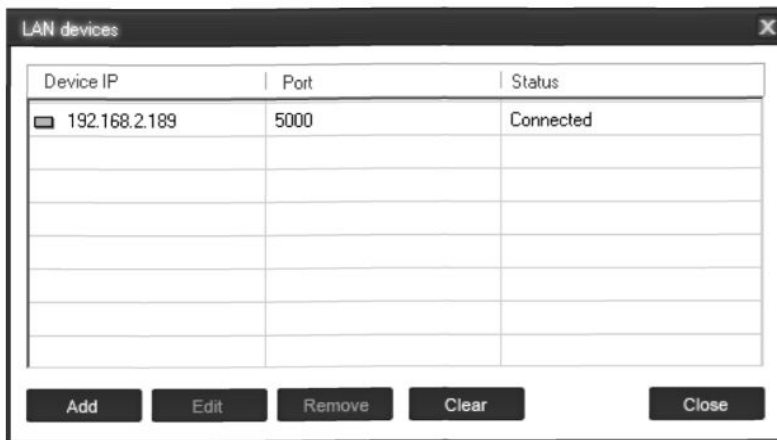 LAN devices
Device IP Port Status
192.168.2.189 5000 Connected
Add Edit Remove Clear Close